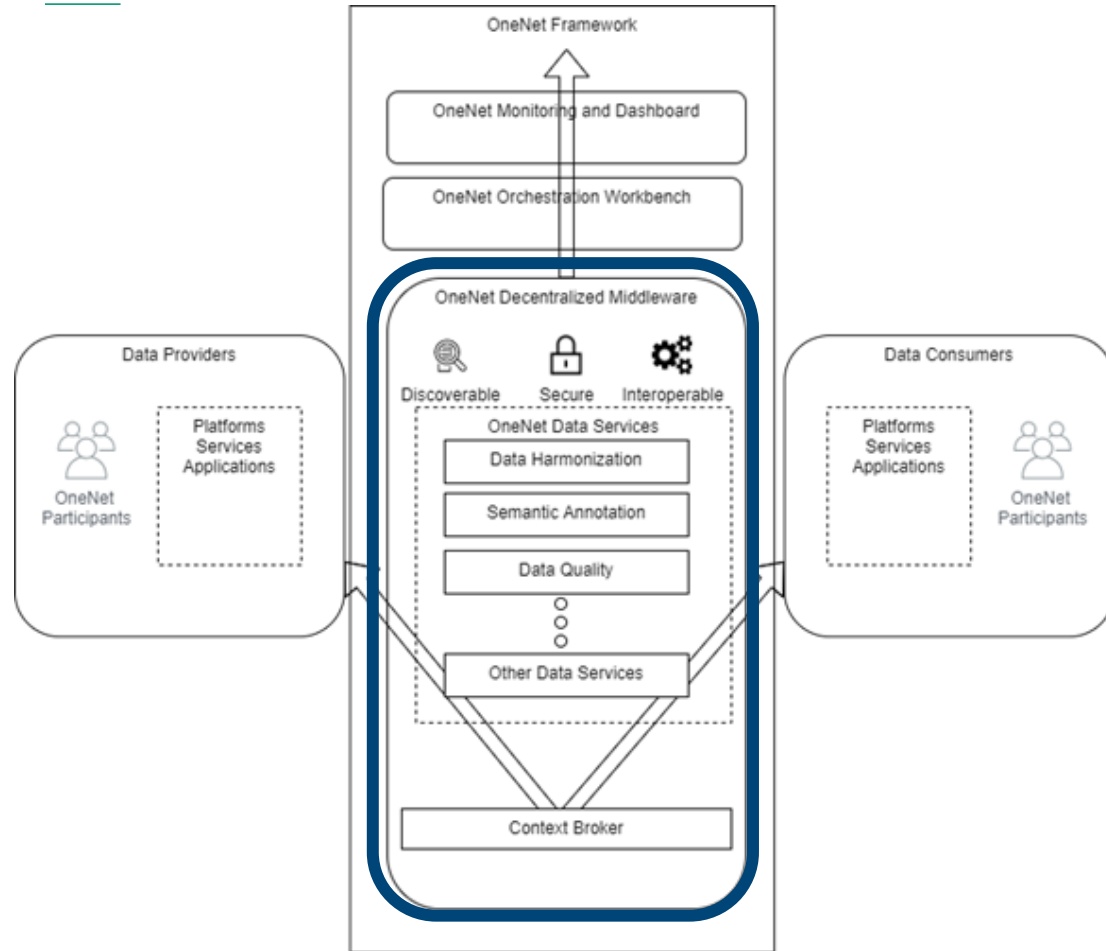 OneNet Framework
OneNet Monitoring and Dashboard
OneNet Orchestration Workbench
OneNet Decentralized Middleware
Discoverable
Secure
Interoperable
OneNet Data Services
Data Harmonization
Semantic Annotation
Data Quality
Other Data Services
Context Broker
Data Providers
OneNet
Participants
Platforms
Services
Applications
Data Consumers
Platforms
Services
Applications
OneNet
Participants